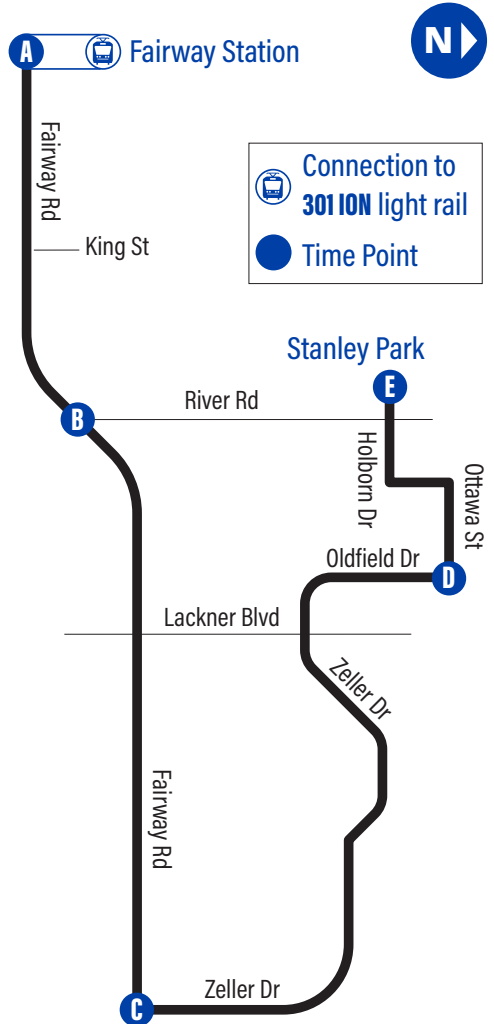 A
Fairway Station
N
Fairway Rd
Connection to
301 ION light rail
Time Point
King St
Stanley Park
E
River Rd
B
Holborn Dr
Ottawa St
Oldfield Dr
D
Lackner Blvd
Zeller Dr
Fairway Rd
Zeller Dr
C